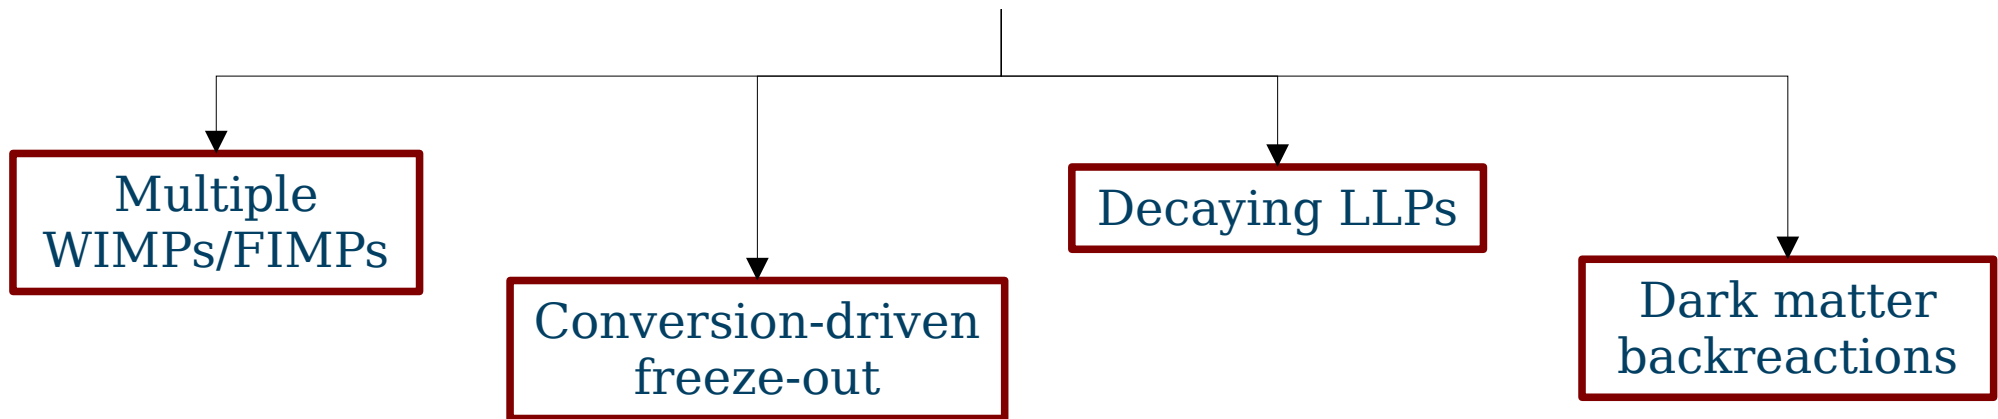 Multiple
WIMPs/FIMPs
Conversion-driven
freeze-out
Decaying LLPs
Dark matter
backreactions